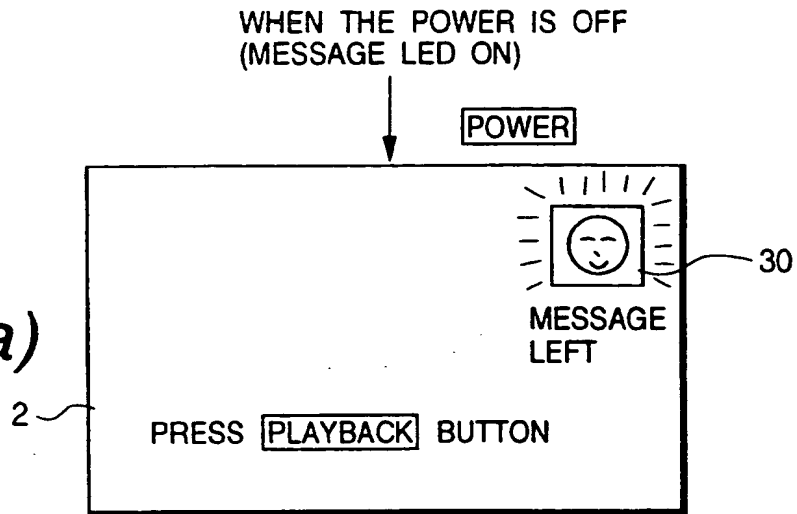 WHEN THE POWER IS OFF
(MESSAGE LED ON)
POWER
30
MESSAGE
LEFT
a)
2
PRESS PLAYBACK BUTTON